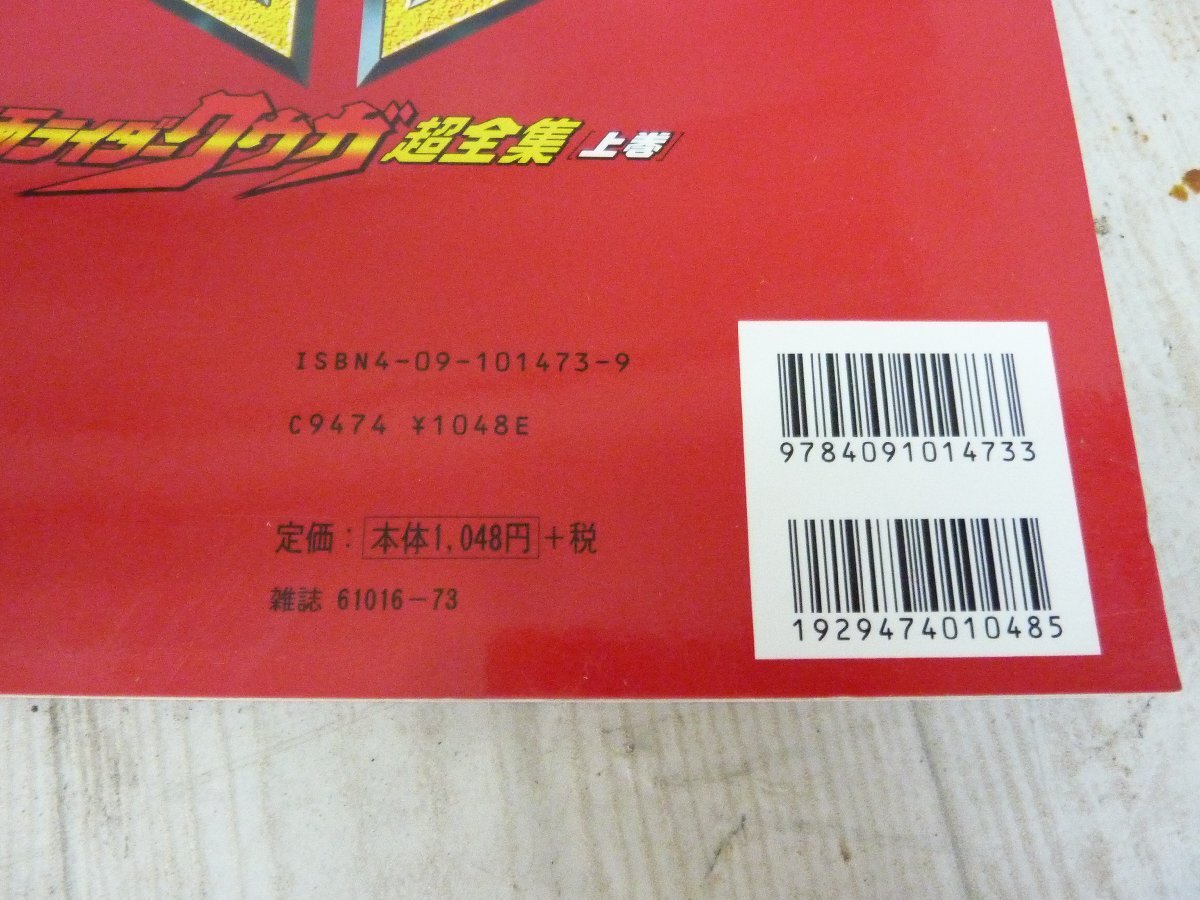 面ライダークウガ 超全集 [上巻]
ISBN4-09-101473-9
C9474 ¥1048E
定価：本体1,048円+税
雑誌 61016-73
9784091014733
1929474010485